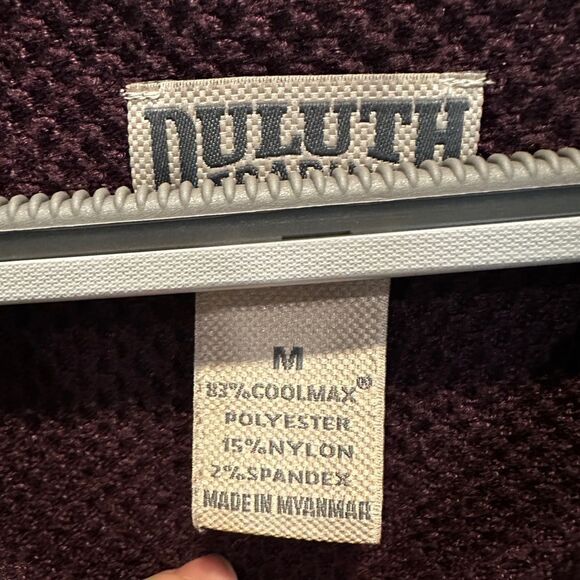 DULUTH
M
83%COOLMAX®
POLYESTER
15%NYLON
2%SPANDEX
MADE IN MYANMAR